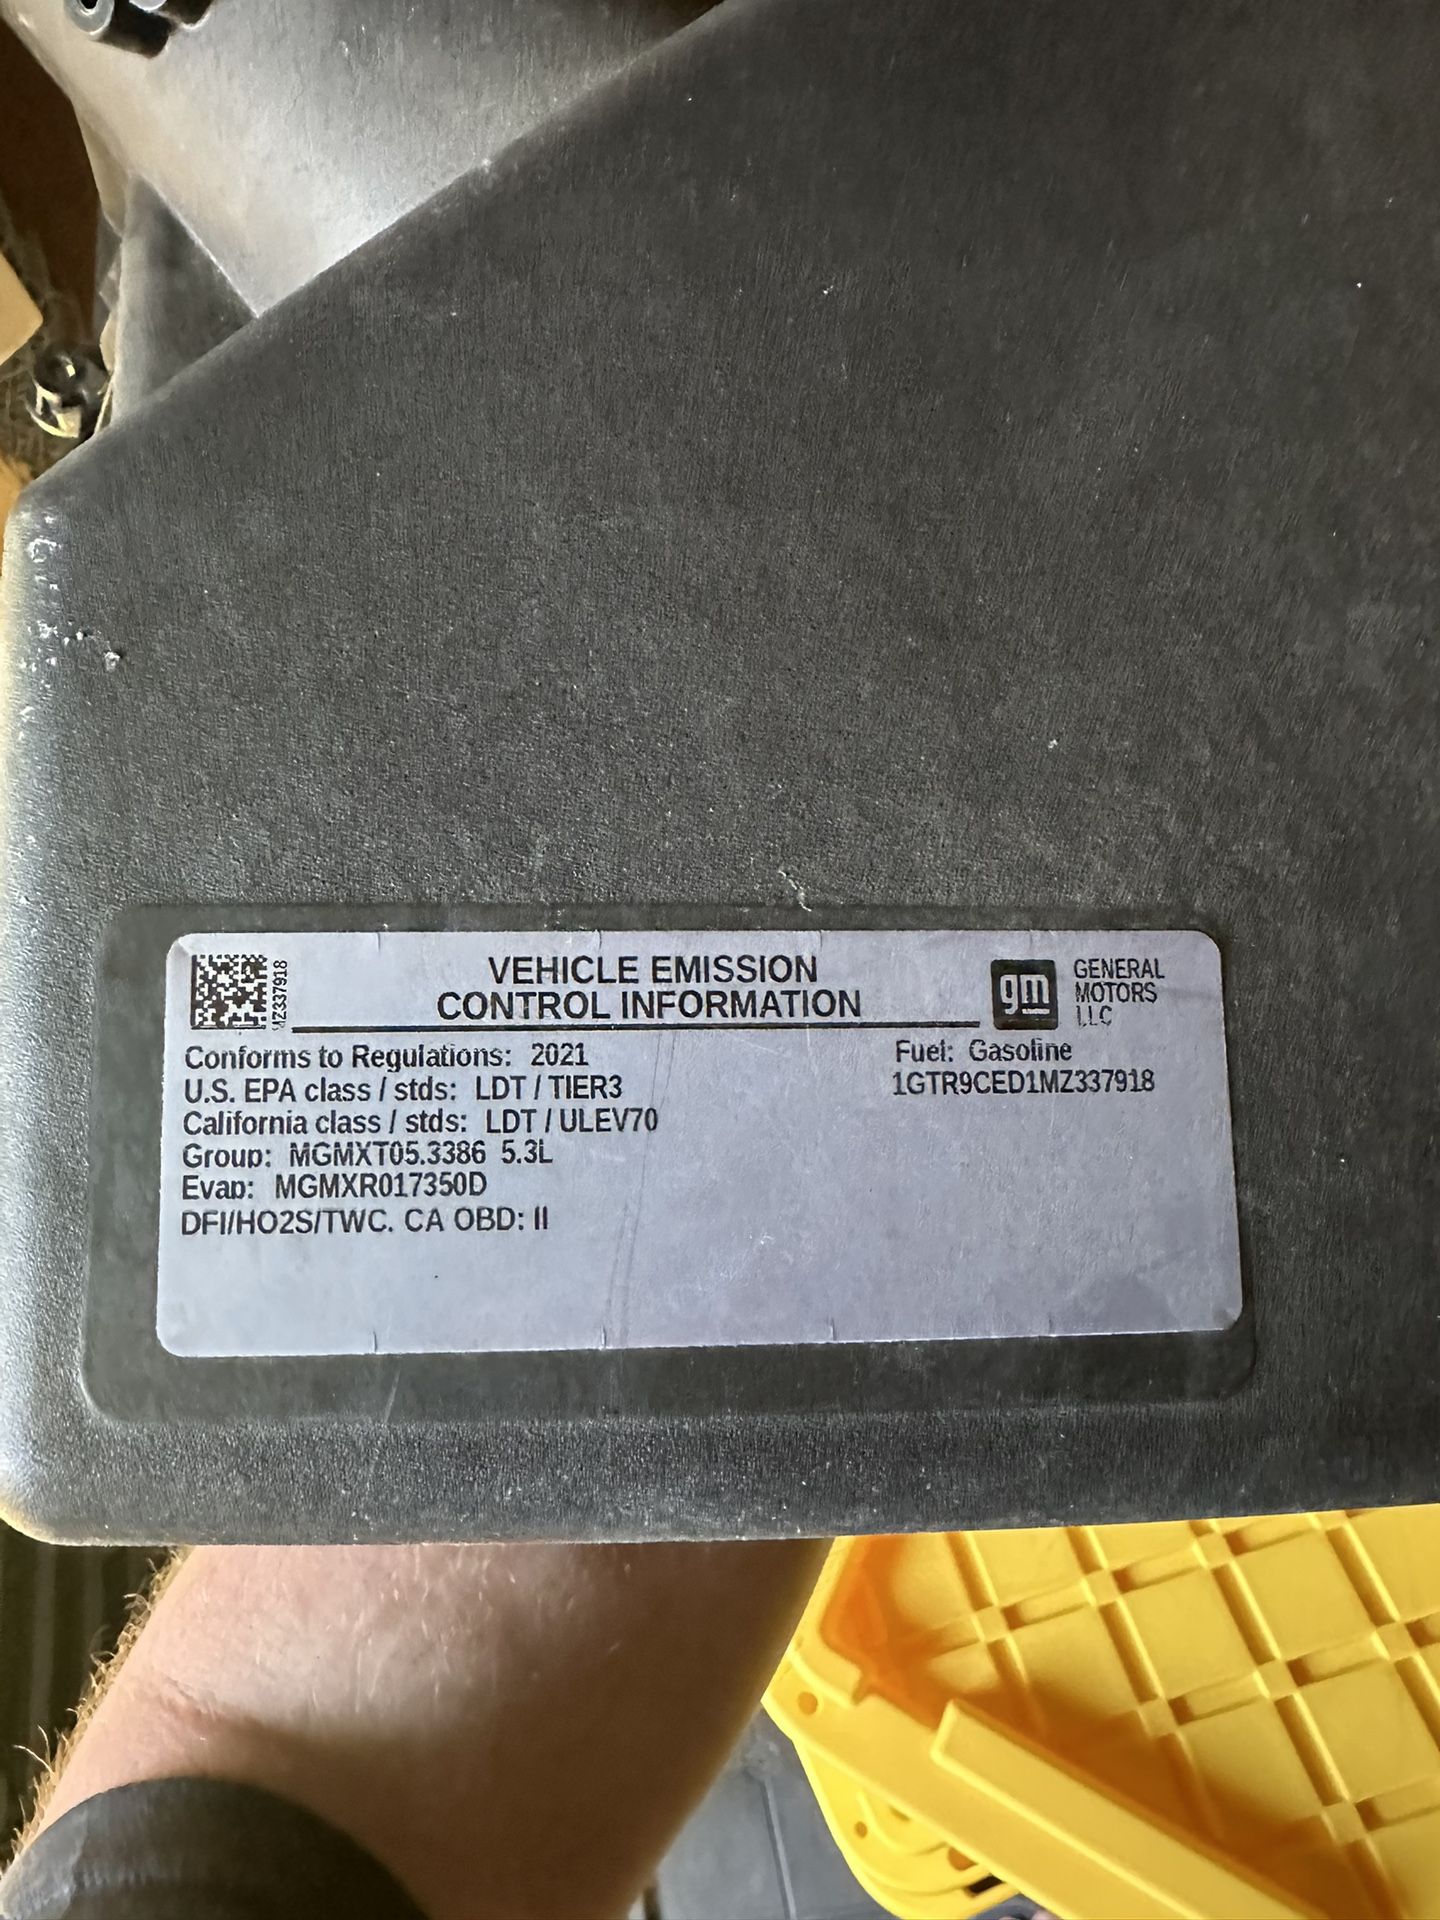 MZ337918
VEHICLE EMISSION
CONTROL INFORMATION
gm
GENERAL
MOTORS
LLC
Conforms to Regulations: 2021
U.S. EPA class / stds: LDT / TIER3
California class / stds: LDT / ULEV70
Group: MGMXT05.3386 5.3L
Evap: MGMXR017350D
DFI/HO2S/TWC. CA OBD: II
Fuel: Gasoline
1GTR9CED1MZ337918